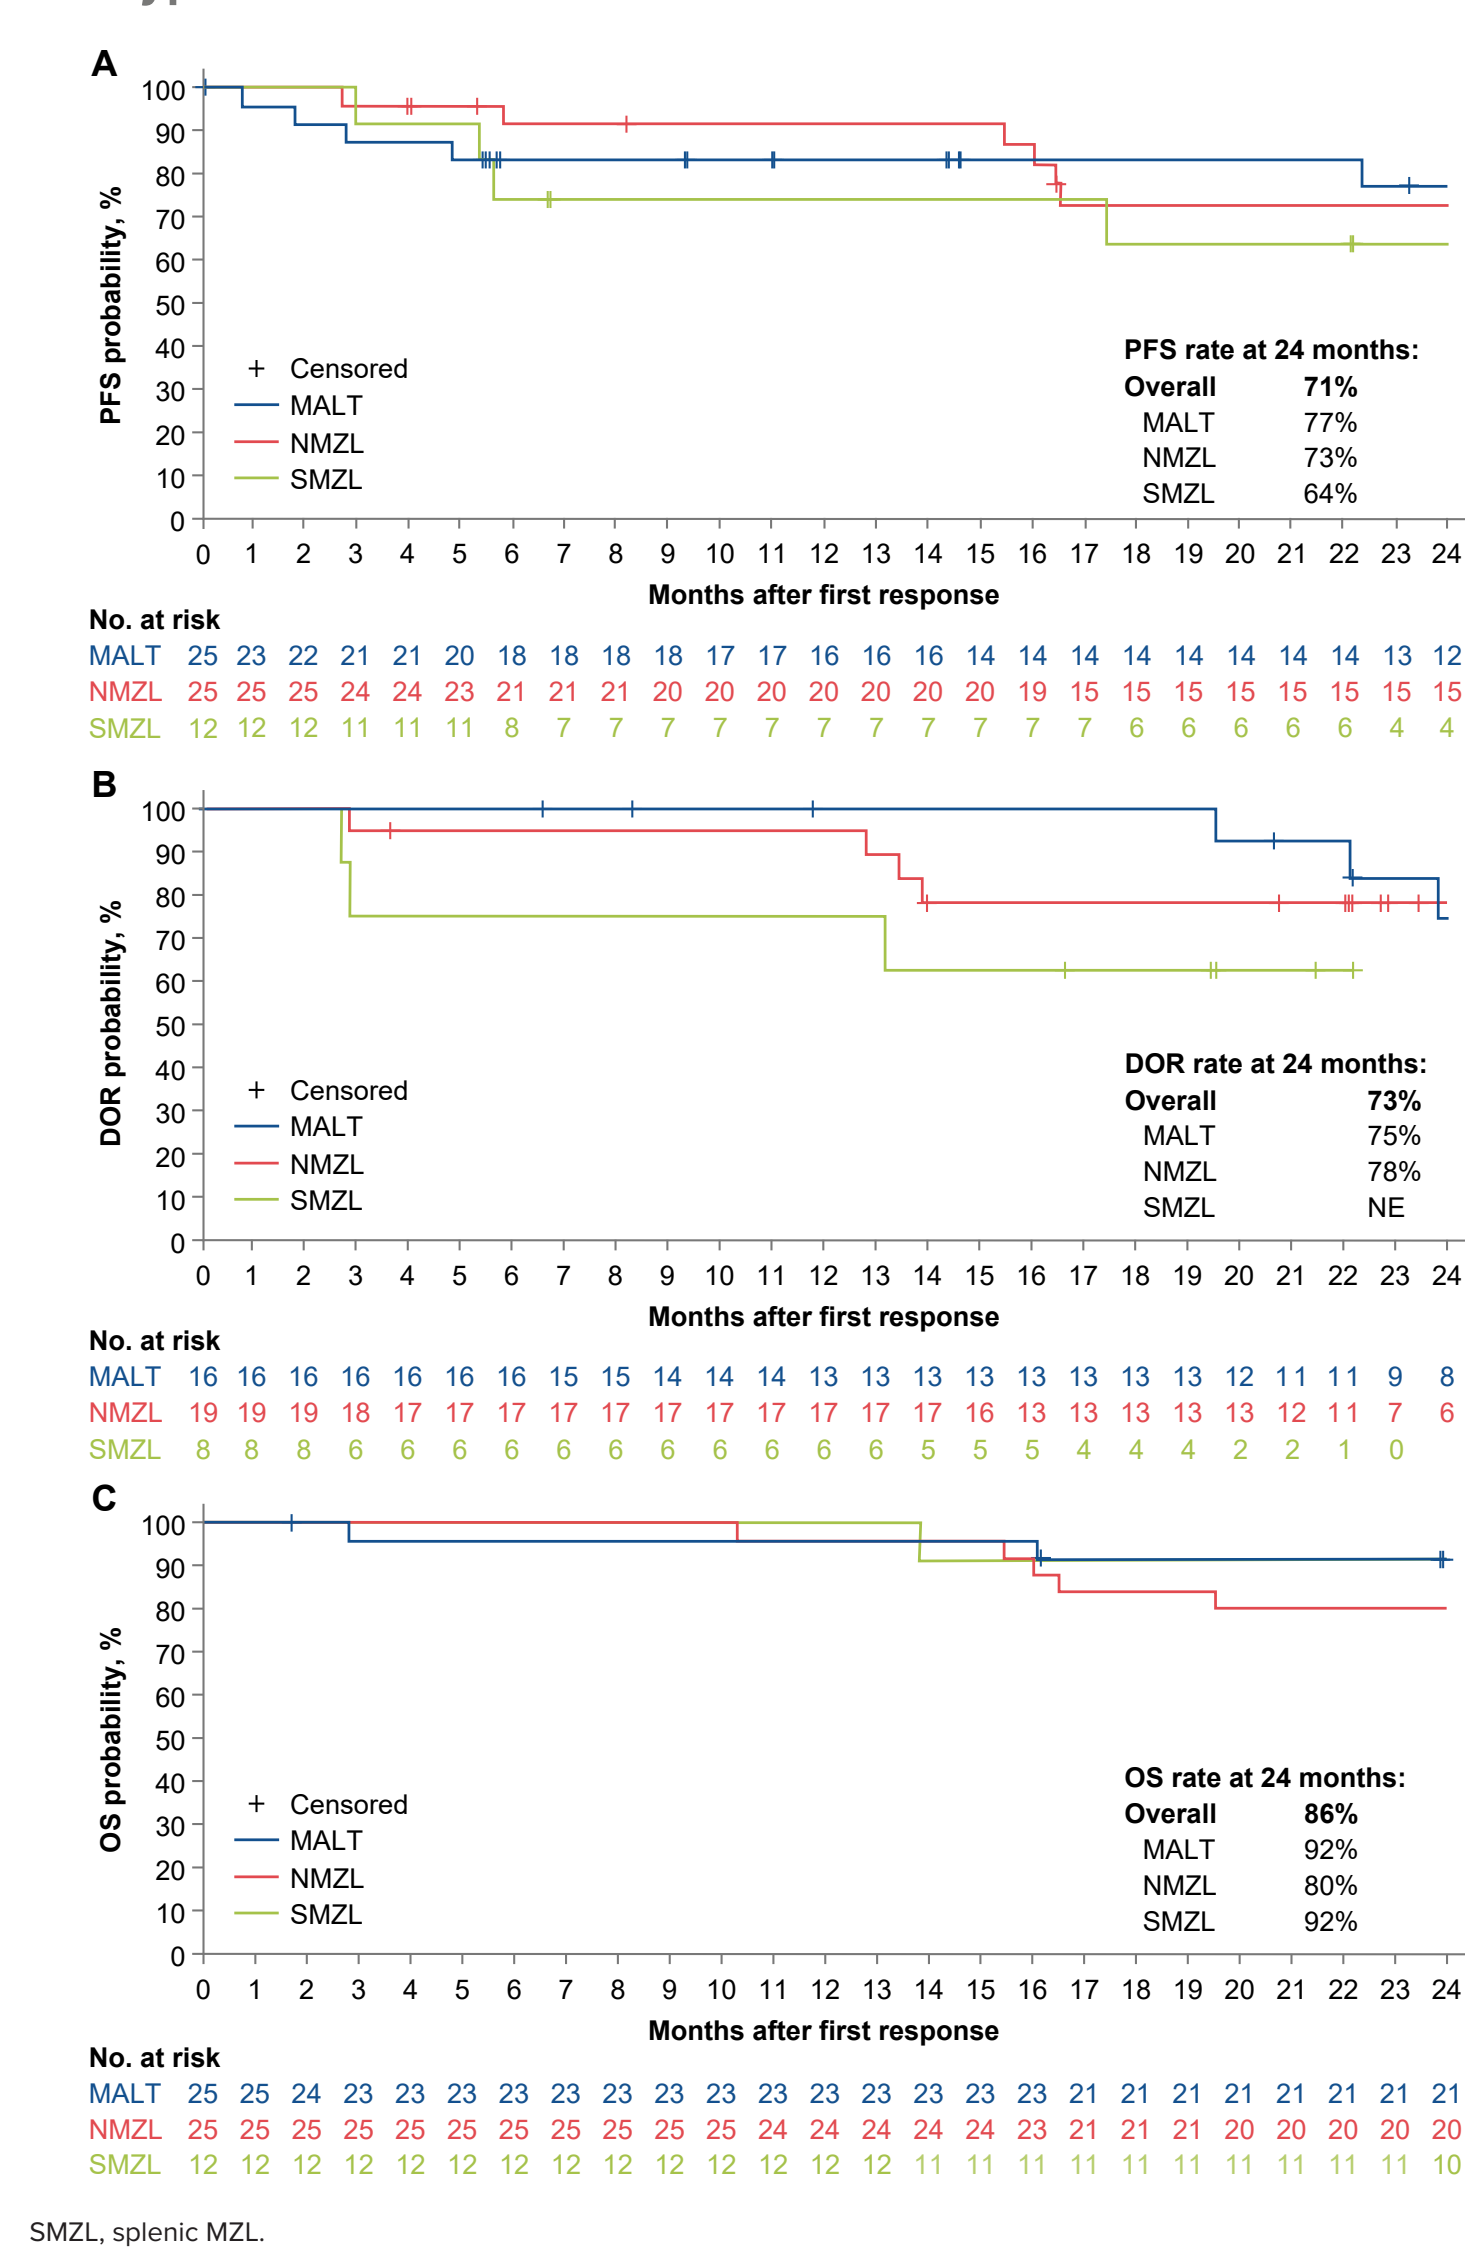 A
100
90
80
70
60
50
40
30
20
10
0
PFS probability, %
Censored
MALT
NMZL
SMZL
PFS rate at 24 months:
Overall 71%
MALT 77%
NMZL 73%
SMZL 64%
0 1 2 3 4 5 6 7 8 9 10 11 12 13 14 15 16 17 18 19 20 21 22 23 24
Months after first response
No. at risk
MALT 25 23 22 21 21 20 18 18 18 18 17 17 16 16 16 14 14 14 14 14 14 14 14 13 12
NMZL 25 25 25 24 24 23 21 21 21 20 20 20 20 20 20 20 19 15 15 15 15 15 15 15 15
SMZL 12 12 12 11 11 11 8 7 7 7 7 7 7 7 7 7 7 7 6 6 6 6 6 4 4
B
100
90
80
70
60
50
40
30
20
10
0
DOR probability, %
Censored
MALT
NMZL
SMZL
DOR rate at 24 months:
Overall 73%
MALT 75%
NMZL 78%
SMZL NE
0 1 2 3 4 5 6 7 8 9 10 11 12 13 14 15 16 17 18 19 20 21 22 23 24
Months after first response
No. at risk
MALT 16 16 16 16 16 16 16 15 15 14 14 14 13 13 13 13 13 13 13 13 12 11 11 9 8
NMZL 19 19 19 18 17 17 17 17 17 17 17 17 17 17 17 16 13 13 13 13 13 12 11 7 6
SMZL 8 8 8 6 6 6 6 6 6 6 6 6 6 6 5 5 5 4 4 4 2 2 1 0
C
100
90
80
70
60
50
40
30
20
10
0
OS probability, %
Censored
MALT
NMZL
SMZL
OS rate at 24 months:
Overall 86%
MALT 92%
NMZL 80%
SMZL 92%
0 1 2 3 4 5 6 7 8 9 10 11 12 13 14 15 16 17 18 19 20 21 22 23 24
Months after first response
No. at risk
MALT 25 25 24 23 23 23 23 23 23 23 23 23 23 23 23 23 23 21 21 21 21 21 21 21 21
NMZL 25 25 25 25 25 25 25 25 25 25 25 24 24 24 24 24 23 21 21 21 20 20 20 20 20
SMZL 12 12 12 12 12 12 12 12 12 12 12 12 12 12 11 11 11 11 11 11 11 11 11 11 10
SMZL, splenic MZL.